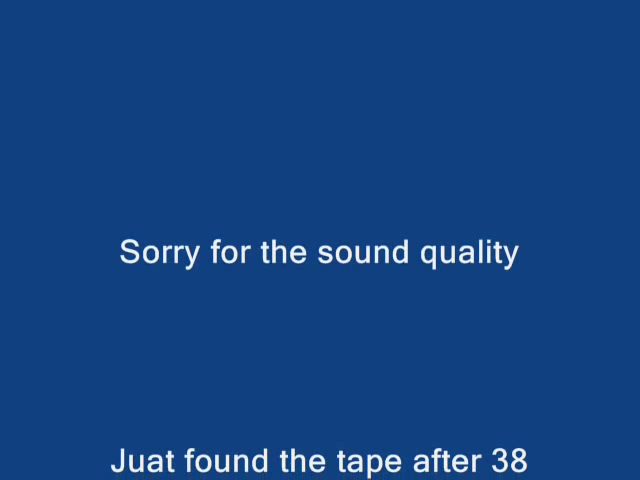 Sorry for the sound quality
Juat found the tape after 38